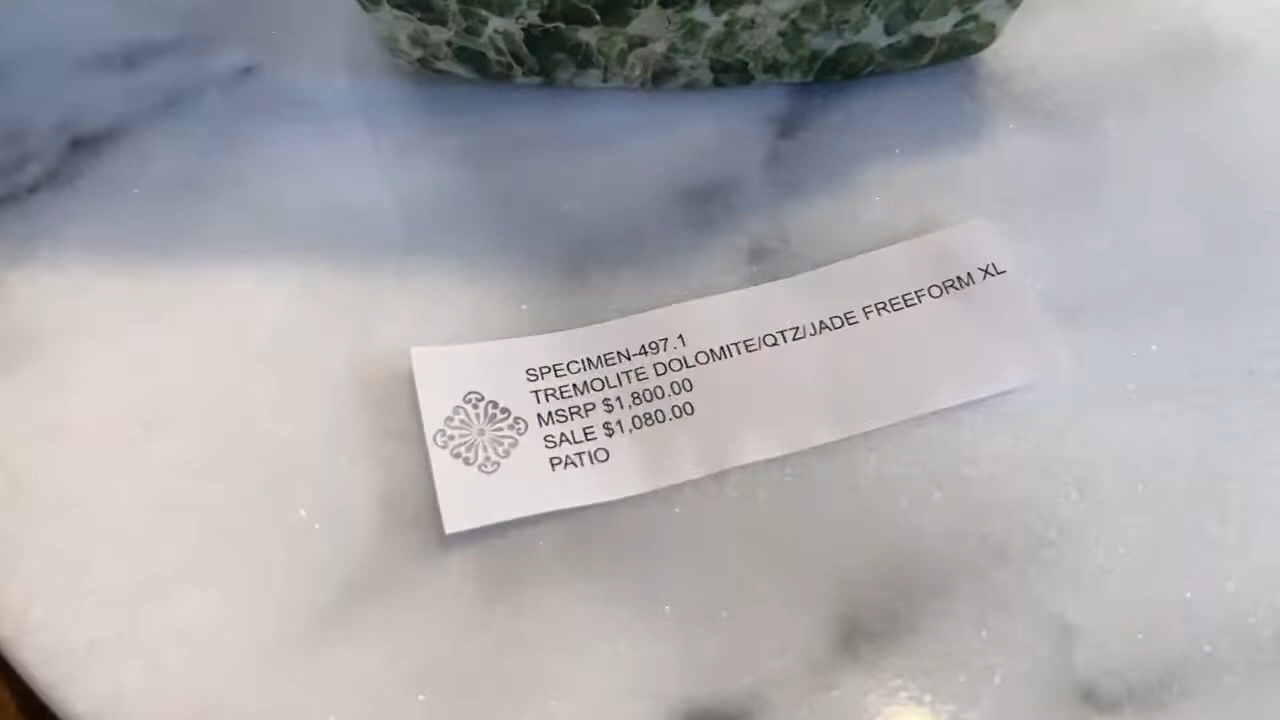 SPECIMEN-497.1
TREMOLITE DOLOMITE/QTZ/JADE FREEFORM XL
MSRP $1,800.00
SALE $1,080.00
PATIO